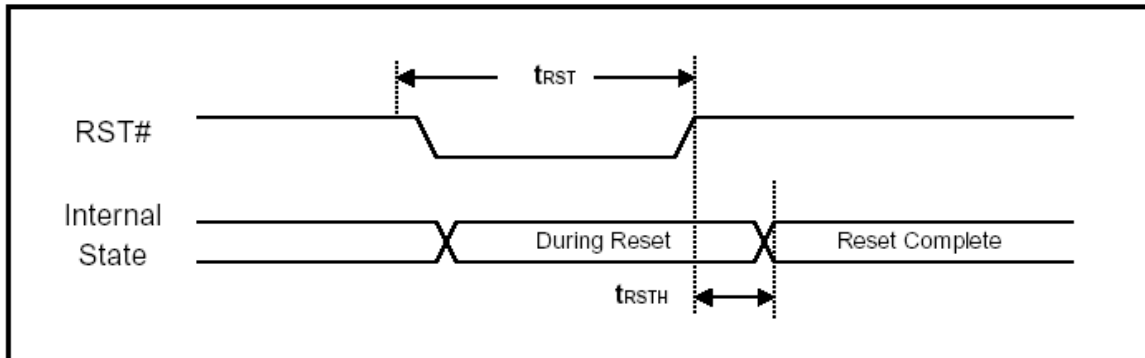 tRST
RST#
Internal
State
During Reset
Reset Complete
tRSTH